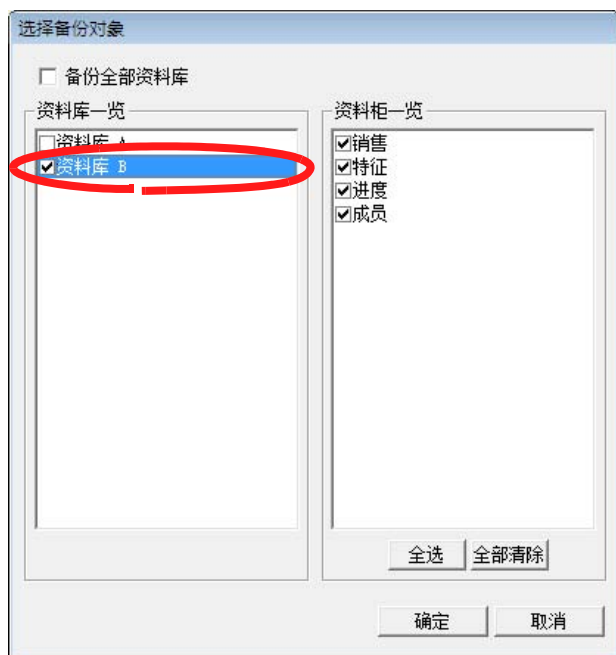 选择备份对象
备份全部资料库
资料库一览
资料库 A
资料库 B
资料柜一览
销售
特征
进度
成员
全选 全部清除
确定 取消